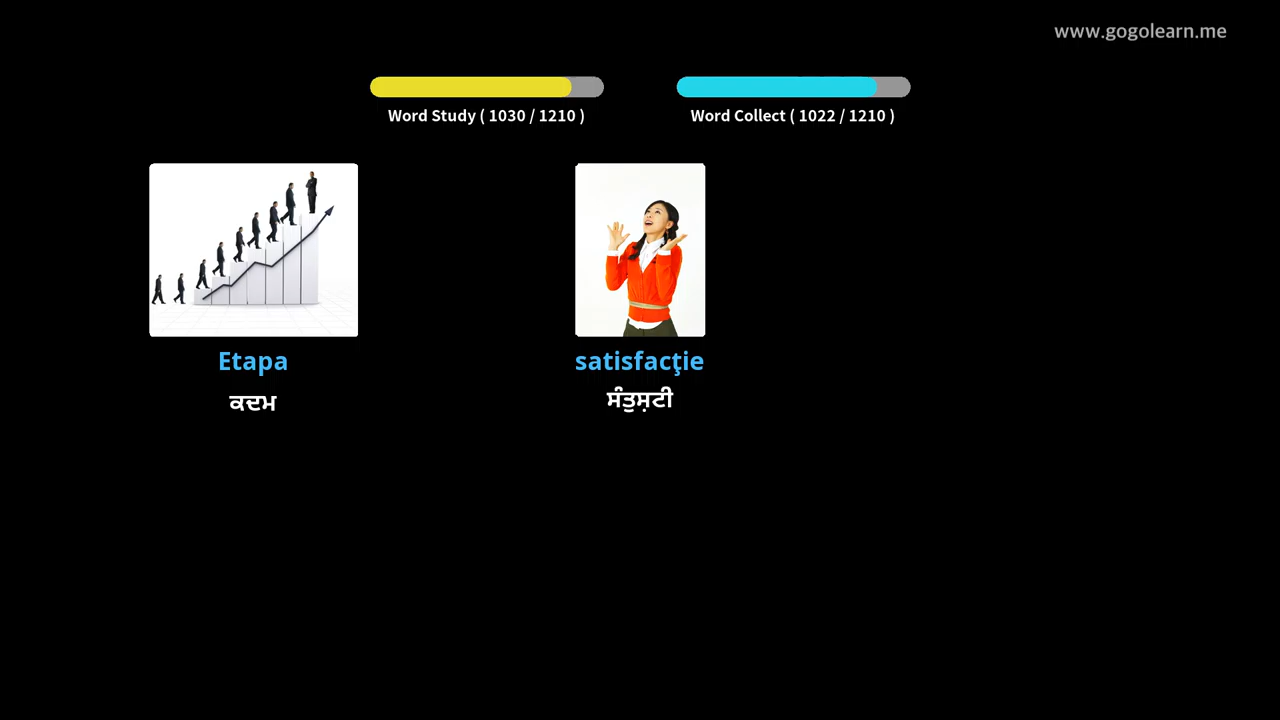 www.gogolearn.me
Word Study ( 1030 / 1210 )
Word Collect ( 1022 / 1210 )
Etapa
ਕਦਮ
satisfacţie
ਸੰਤੁਸ਼ਟੀ